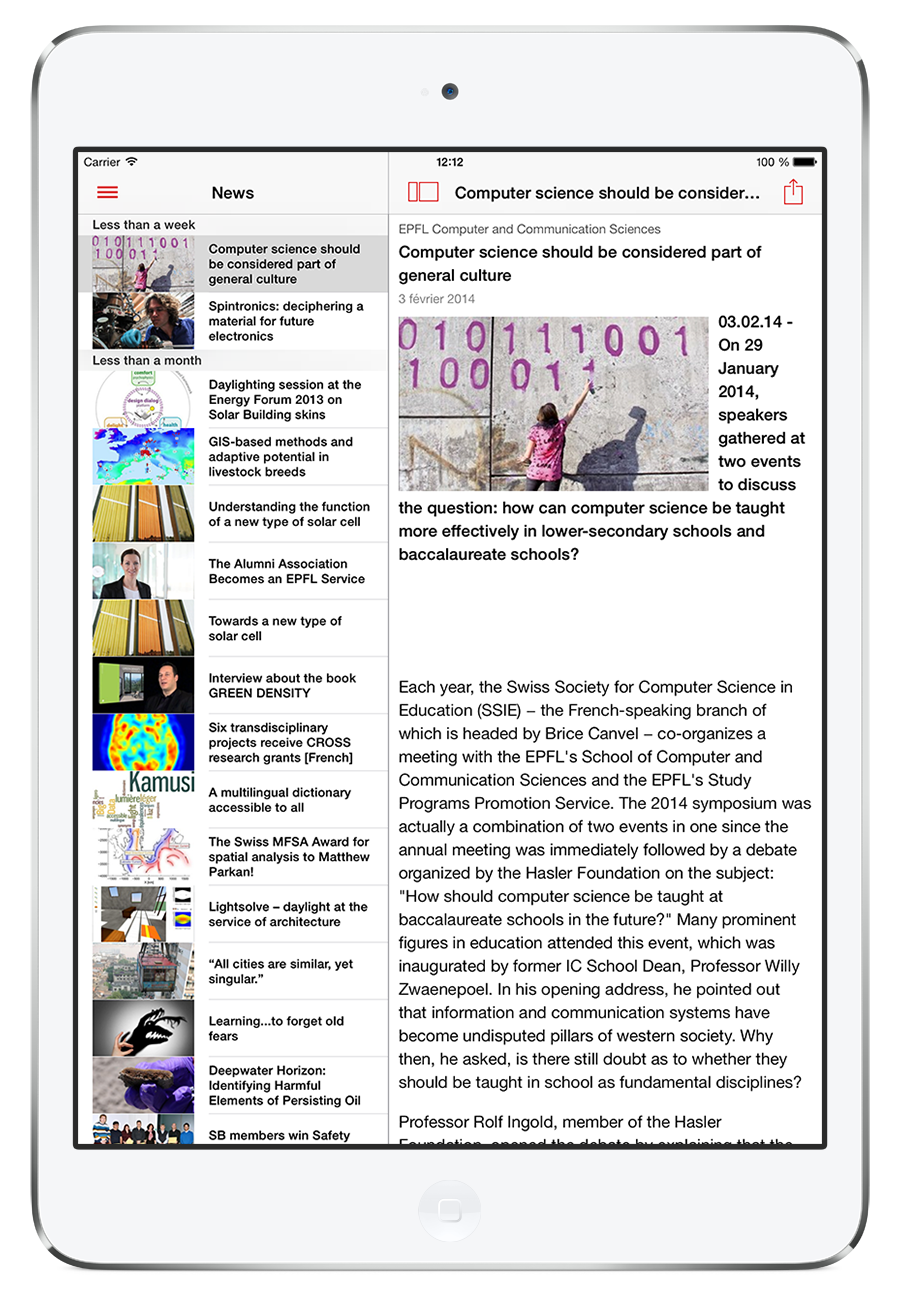 Carrier
12:12
100 %
News
Less than a week
Computer science should
be considered part of
general culture
Spintronics: deciphering a
material for future
electronics
Less than a month
Daylighting session at the
Energy Forum 2013 on
Solar Building skins
GIS-based methods and
adaptive potential in
livestock breeds
Understanding the function
of a new type of solar cell
The Alumni Association
Becomes an EPFL Service
Towards a new type of
solar cell
Interview about the book
GREEN DENSITY
Six transdisciplinary
projects receive CROSS
research grants [French]
Kamusi
lumière léger
A multilingual dictionary
accessible to all
The Swiss MFSA Award for
spatial analysis to Matthew
Parkan!
Lightsolve – daylight at the
service of architecture
“All cities are similar, yet
singular.”
Learning...to forget old
fears
Deepwater Horizon:
Identifying Harmful
Elements of Persisting Oil
SB members win Safety
Computer science should be consider...
EPFL Computer and Communication Sciences
Computer science should be considered part of
general culture
3 février 2014
010111001
100 011
03.02.14 -
On 29
January
2014,
speakers
gathered at
two events
to discuss
the question: how can computer science be taught
more effectively in lower-secondary schools and
baccalaureate schools?
Each year, the Swiss Society for Computer Science in
Education (SSIE) – the French-speaking branch of
which is headed by Brice Canvel – co-organizes a
meeting with the EPFL's School of Computer and
Communication Sciences and the EPFL's Study
Programs Promotion Service. The 2014 symposium was
actually a combination of two events in one since the
annual meeting was immediately followed by a debate
organized by the Hasler Foundation on the subject:
"How should computer science be taught at
baccalaureate schools in the future?" Many prominent
figures in education attended this event, which was
inaugurated by former IC School Dean, Professor Willy
Zwaenepoel. In his opening address, he pointed out
that information and communication systems have
become undisputed pillars of western society. Why
then, he asked, is there still doubt as to whether they
should be taught in school as fundamental disciplines?
Professor Rolf Ingold, member of the Hasler
Foundation, opened the debate by explaining that the